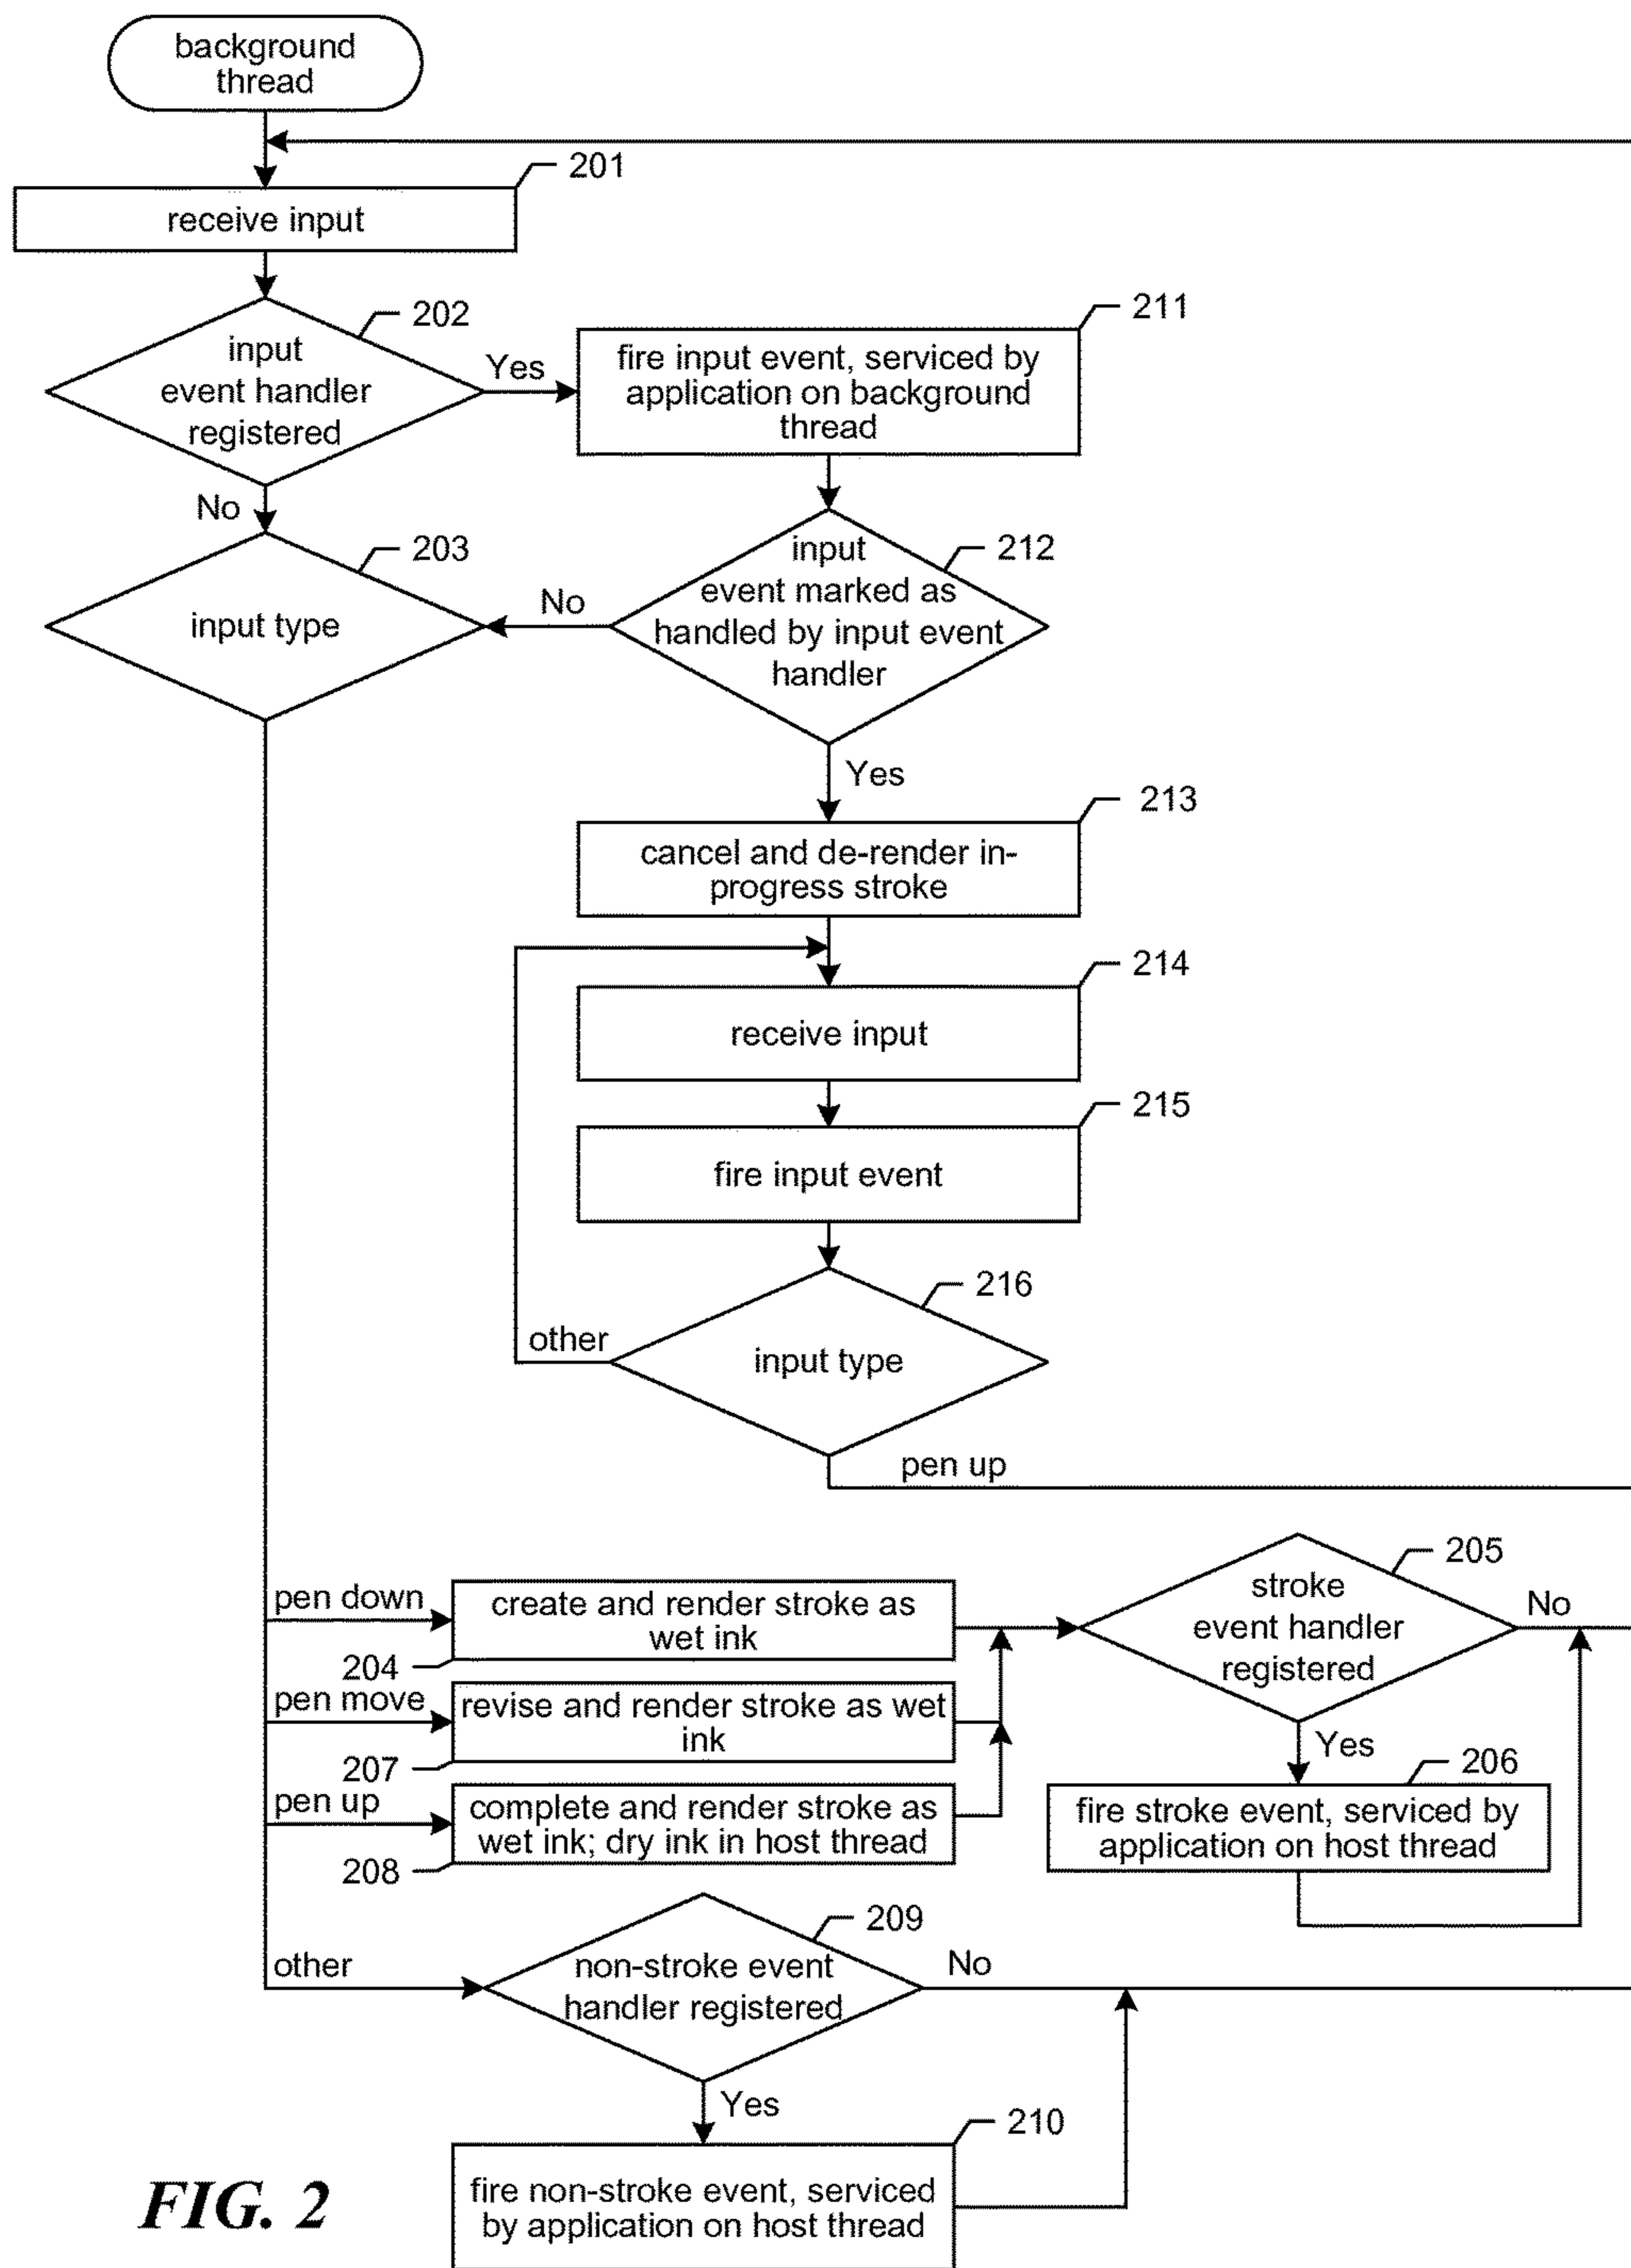 background
thread
201
receive input
202
input
event handler
registered
Yes
211
fire input event, serviced by
application on background
thread
No
203
input type
No
212
input
event marked as
handled by input event
handler
Yes
213
cancel and de-render in-
progress stroke
214
receive input
215
fire input event
216
other
input type
pen up
pen down
create and render stroke as
wet ink
204
205
stroke
event handler
registered
No
pen move
revise and render stroke as wet
ink
207
Yes
206
fire stroke event, serviced by
application on host thread
pen up
complete and render stroke as
wet ink; dry ink in host thread
208
209
other
non-stroke event
handler registered
No
Yes
210
fire non-stroke event, serviced
by application on host thread
FIG. 2